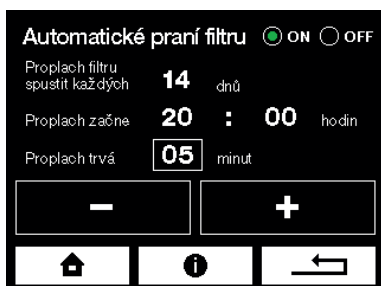 Automatické praní filtru ON OFF
Proplach filtru
spustit každých 14 dnů
Proplach začne 20 : 00 hodin
Proplach trvá 05 minut
− +
i